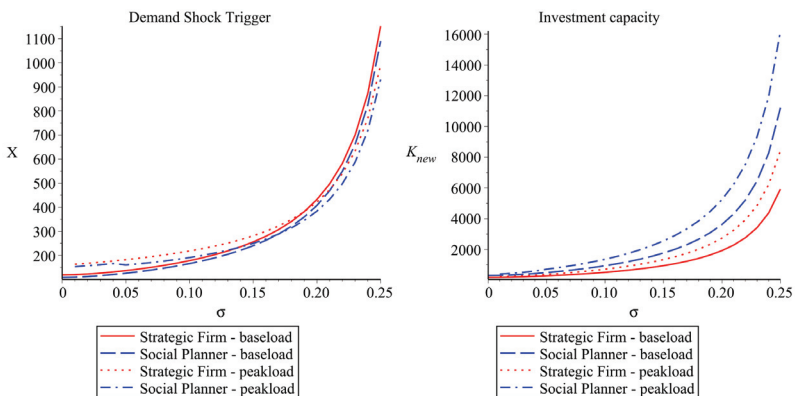 Demand Shock Trigger
1100
1000
900
800
700
600
500
400
300
200
X
0 0.05 0.10 0.15 0.20 0.25
σ
Strategic Firm - baseload
Social Planner - baseload
Strategic Firm - peakload
Social Planner - peakload
Investment capacity
16000
14000
12000
10000
8000
6000
4000
2000
K_new
0 0.05 0.10 0.15 0.20 0.25
σ
Strategic Firm - baseload
Social Planner - baseload
Strategic Firm - peakload
Social Planner - peakload